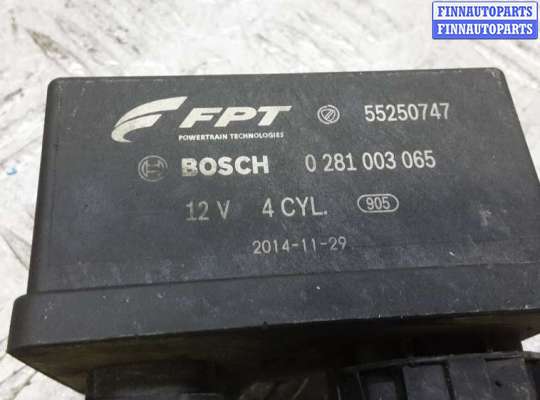 FINNAUTOPARTS
FINNAUTOPARTS
FPT 55250747
POWERTRAIN TECHNOLOGIES
BOSCH 0 281 003 065
12 V 4 CYL. 905
2014-11-29